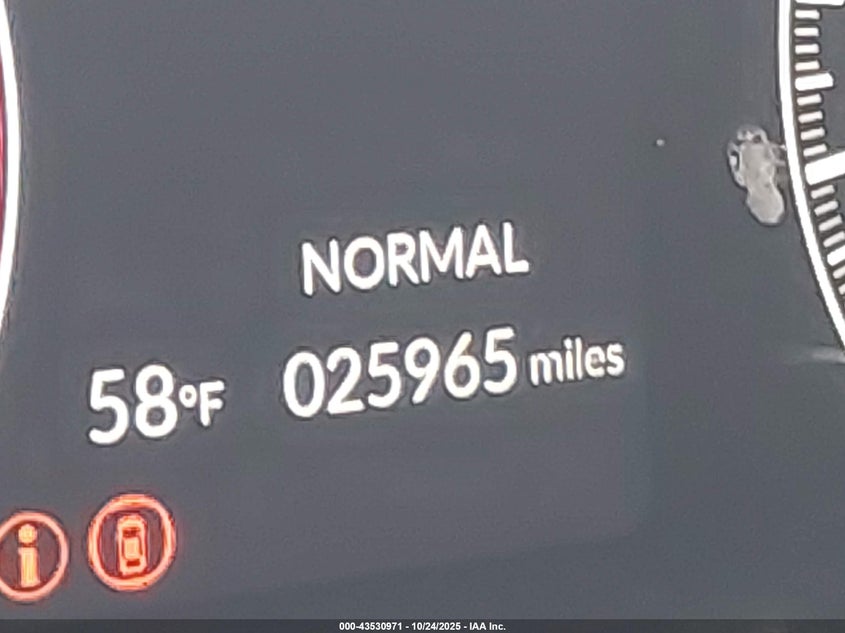 NORMAL
58°F 025965 miles
i
000-43530971 - 10/24/2025 - IAA Inc.